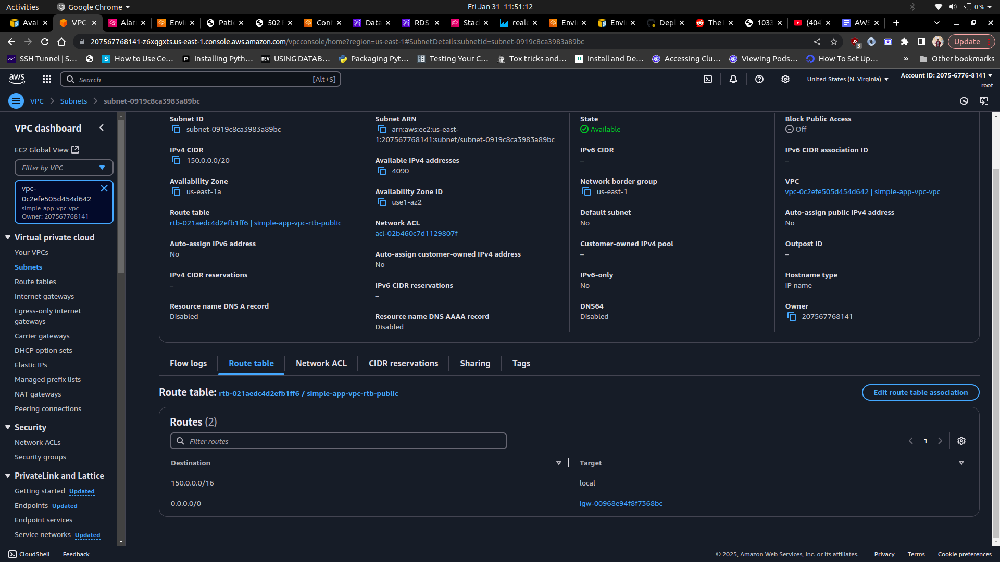 Activities
Google Chrome
Fri Jan 31 11:51:12
0 %
Avai
VPC
Alar
Envi
Patie
502
Con
Data
RDS
Stac
reale
Envi
Envi
Depl
The
1033
(404
AWS
207567768141-z6xqgxts.us-east-1.console.aws.amazon.com/vpcconsole/home?region=us-east-1#SubnetDetails:subnetId=subnet-0919c8ca3983a89bc
3
Update
SSH Tunnel | S...
How to Use Ce...
Installing Pyth...
USING DATAB...
Packaging Pyt...
Testing Your C...
Tox tricks and...
Install and De...
Accessing Clu...
Viewing Pods...
How To Set Up...
Other bookmarks
aws
Search
[Alt+S]
United States (N. Virginia)
Account ID: 2075-6776-8141
root
VPC
Subnets
subnet-0919c8ca3983a89bc
VPC dashboard
EC2 Global View
Filter by VPC
vpc-
0c2efe505d454d642
simple-app-vpc-vpc
Owner: 207567768141
Virtual private cloud
Your VPCs
Subnets
Route tables
Internet gateways
Egress-only internet
gateways
Carrier gateways
DHCP option sets
Elastic IPs
Managed prefix lists
NAT gateways
Peering connections
Security
Network ACLs
Security groups
PrivateLink and Lattice
Getting started Updated
Endpoints Updated
Endpoint services
Service networks Updated
Subnet ID
subnet-0919c8ca3983a89bc
IPv4 CIDR
150.0.0.0/20
Availability Zone
us-east-1a
Route table
rtb-021aedc4d2efb1ff6 | simple-app-vpc-rtb-public
Auto-assign IPv6 address
No
IPv4 CIDR reservations
–
Resource name DNS A record
Disabled
Subnet ARN
arn:aws:ec2:us-east-
1:207567768141:subnet/subnet-0919c8ca3983a89bc
Available IPv4 addresses
4090
Availability Zone ID
use1-az2
Network ACL
acl-02b460c7d1129807f
Auto-assign customer-owned IPv4 address
No
IPv6 CIDR reservations
–
Resource name DNS AAAA record
Disabled
State
Available
IPv6 CIDR
–
Network border group
us-east-1
Default subnet
No
Customer-owned IPv4 pool
–
IPv6-only
No
DNS64
Disabled
Block Public Access
Off
IPv6 CIDR association ID
–
VPC
vpc-0c2efe505d454d642 | simple-app-vpc-vpc
Auto-assign public IPv4 address
No
Outpost ID
–
Hostname type
IP name
Owner
207567768141
Flow logs
Route table
Network ACL
CIDR reservations
Sharing
Tags
Route table: rtb-021aedc4d2efb1ff6 / simple-app-vpc-rtb-public
Edit route table association
Routes (2)
Filter routes
1
Destination
Target
150.0.0.0/16
local
0.0.0.0/0
igw-00968e94f8f7368bc
CloudShell
Feedback
© 2025, Amazon Web Services, Inc. or its affiliates.
Privacy
Terms
Cookie preferences